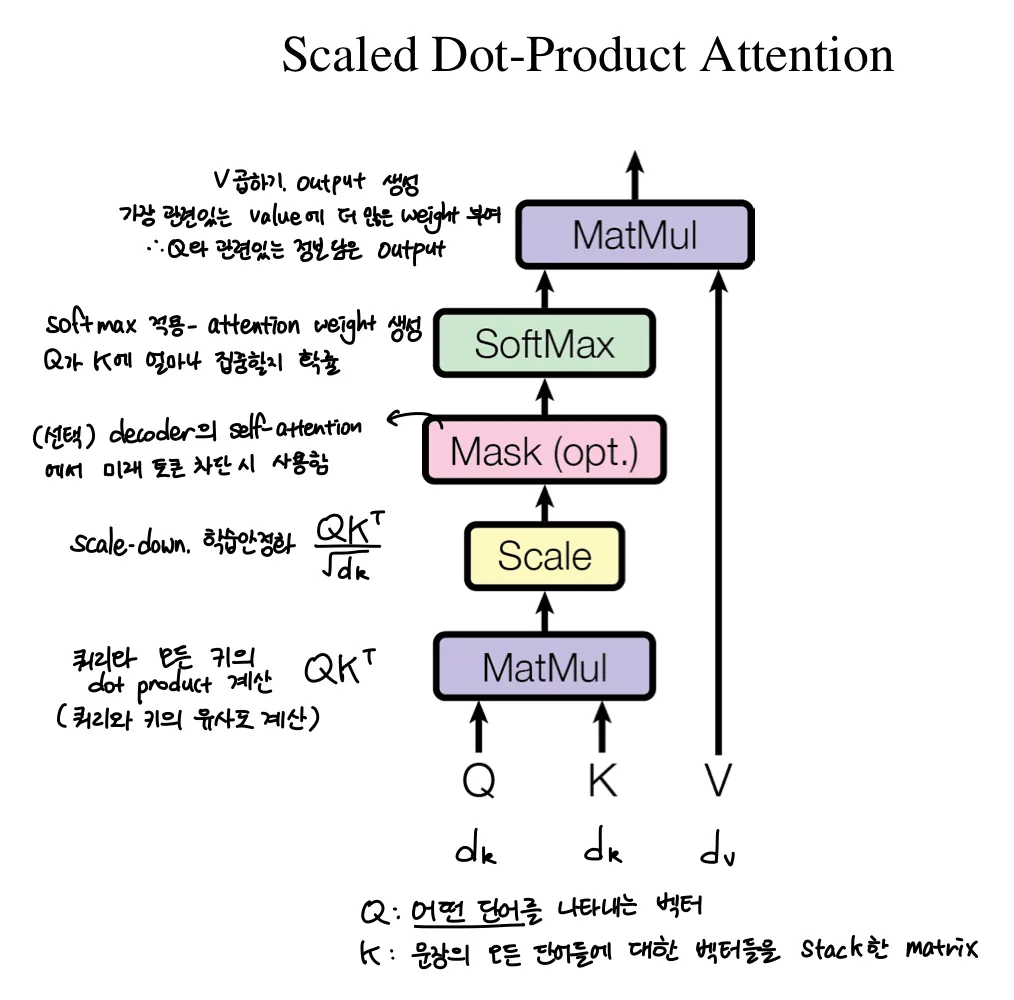 Scaled Dot-Product Attention
V곱하기. output 생성
가장 관련있는 value에 더 많은 weight 부여
∴Q와 관련있는 정보 담은 output
MatMul
softmax 적용 - attention weight 생성
Q가 K에 얼마나 집중할지 학률
SoftMax
(선택) decoder의 self-attention
에서 미래 토큰 차단 시 사용함
Mask (opt.)
scale-down. 학습안정화 QKᵀ/√dₖ
Scale
쿼리와 모든 키의
dot product 계산 QKᵀ
(쿼리와 키의 유사도 계산)
MatMul
Q K V
dₖ dₖ dᵥ
Q: 어떤 단어를 나타내는 벡터
K: 문장의 모든 단어들에 대한 벡터들을 stack한 matrix